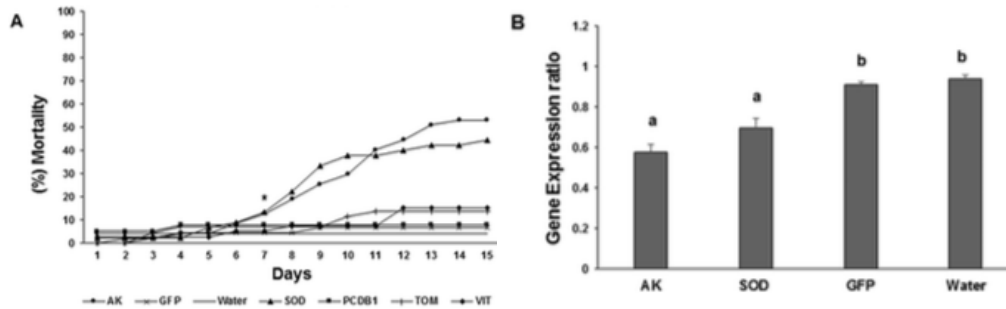 A
(%) Mortality
100
90
80
70
60
50
40
30
20
10
0
*
1 2 3 4 5 6 7 8 9 10 11 12 13 14 15
Days
AK GFP Water SOD PCDB1 TOM VIT
B
Gene Expression ratio
1.2
1
0.8
0.6
0.4
0.2
0
a a b b
AK SOD GFP Water